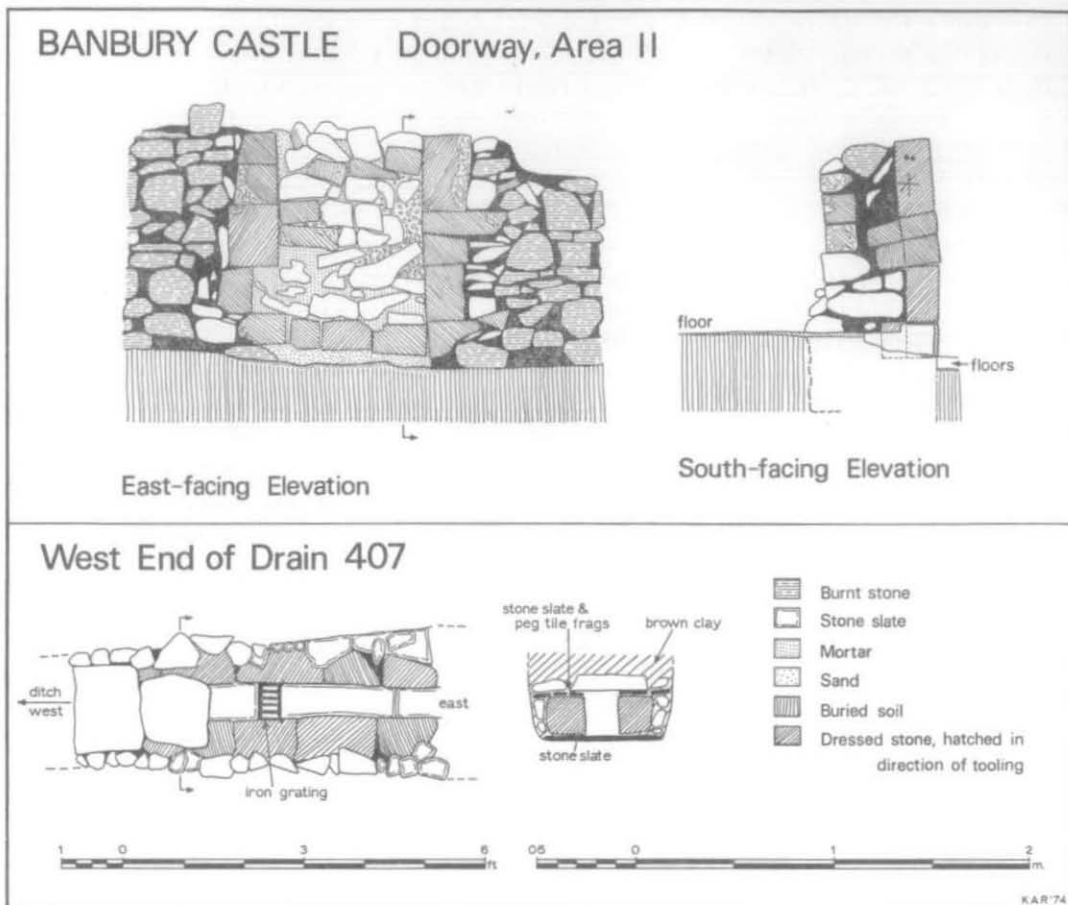 BANBURY CASTLE Doorway, Area II
floor
floors
East-facing Elevation
South-facing Elevation
West End of Drain 407
ditch
west
east
iron grating
stone slate &
peg tile frags
brown clay
stone slate
Burnt stone
Stone slate
Mortar
Sand
Buried soil
Dressed stone, hatched in
direction of tooling
1 0 3 6
ft
05 0 1 2
m.
KAR'74